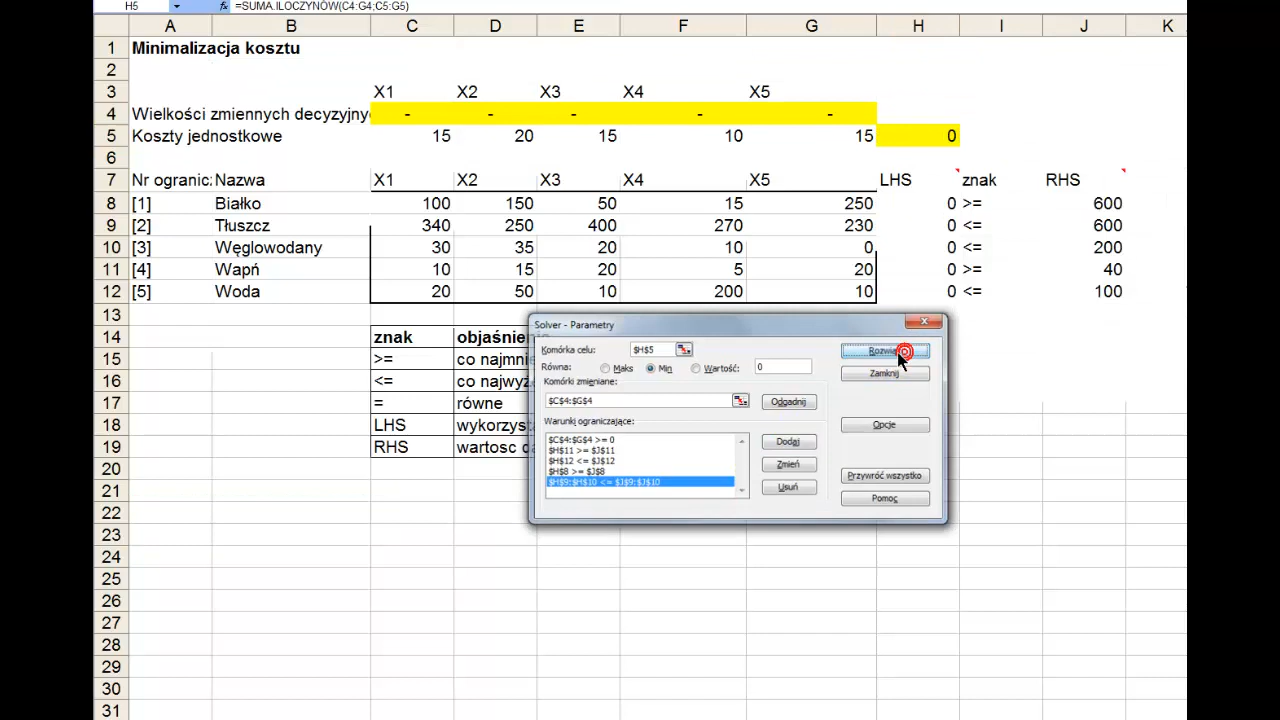 H5 fx =SUMA.ILOCZYNÓW(C4:G4;C5:G5)
A B C D E F G H I J K
1 Minimalizacja kosztu
2
3 X1 X2 X3 X4 X5
4 Wielkości zmiennych decyzyjny - - - - -
5 Koszty jednostkowe 15 20 15 10 15 0
6
7 Nr ogranic: Nazwa X1 X2 X3 X4 X5 LHS znak RHS
8 [1] Białko 100 150 50 15 250 0 >= 600
9 [2] Tłuszcz 340 250 400 270 230 0 <= 600
10 [3] Węglowodany 30 35 20 10 0 0 <= 200
11 [4] Wapń 10 15 20 5 20 0 >= 40
12 [5] Woda 20 50 10 200 10 0 <= 100
13
14 znak objaśnie
15 >= co najmni
16 <= co najwyż
17 = równe
18 LHS wykorzyst
19 RHS wartosc d
20
21
22
23
24
25
26
27
28
29
30
31
Solver - Parametry
Komórka celu: $H$5
Równa: Maks Min Wartość: 0
Komórki zmieniane:
$C$4:$G$4 Odgadnij
Warunki ograniczające:
$C$4:$G$4 >= 0
$H$11 >= $J$11
$H$12 <= $J$12
$H$8 >= $J$8
$H$9:$H$10 <= $J$9:$J$10
Dodaj
Zmień
Usuń
Zamknij
Opcje
Przywróć wszystko
Pomoc